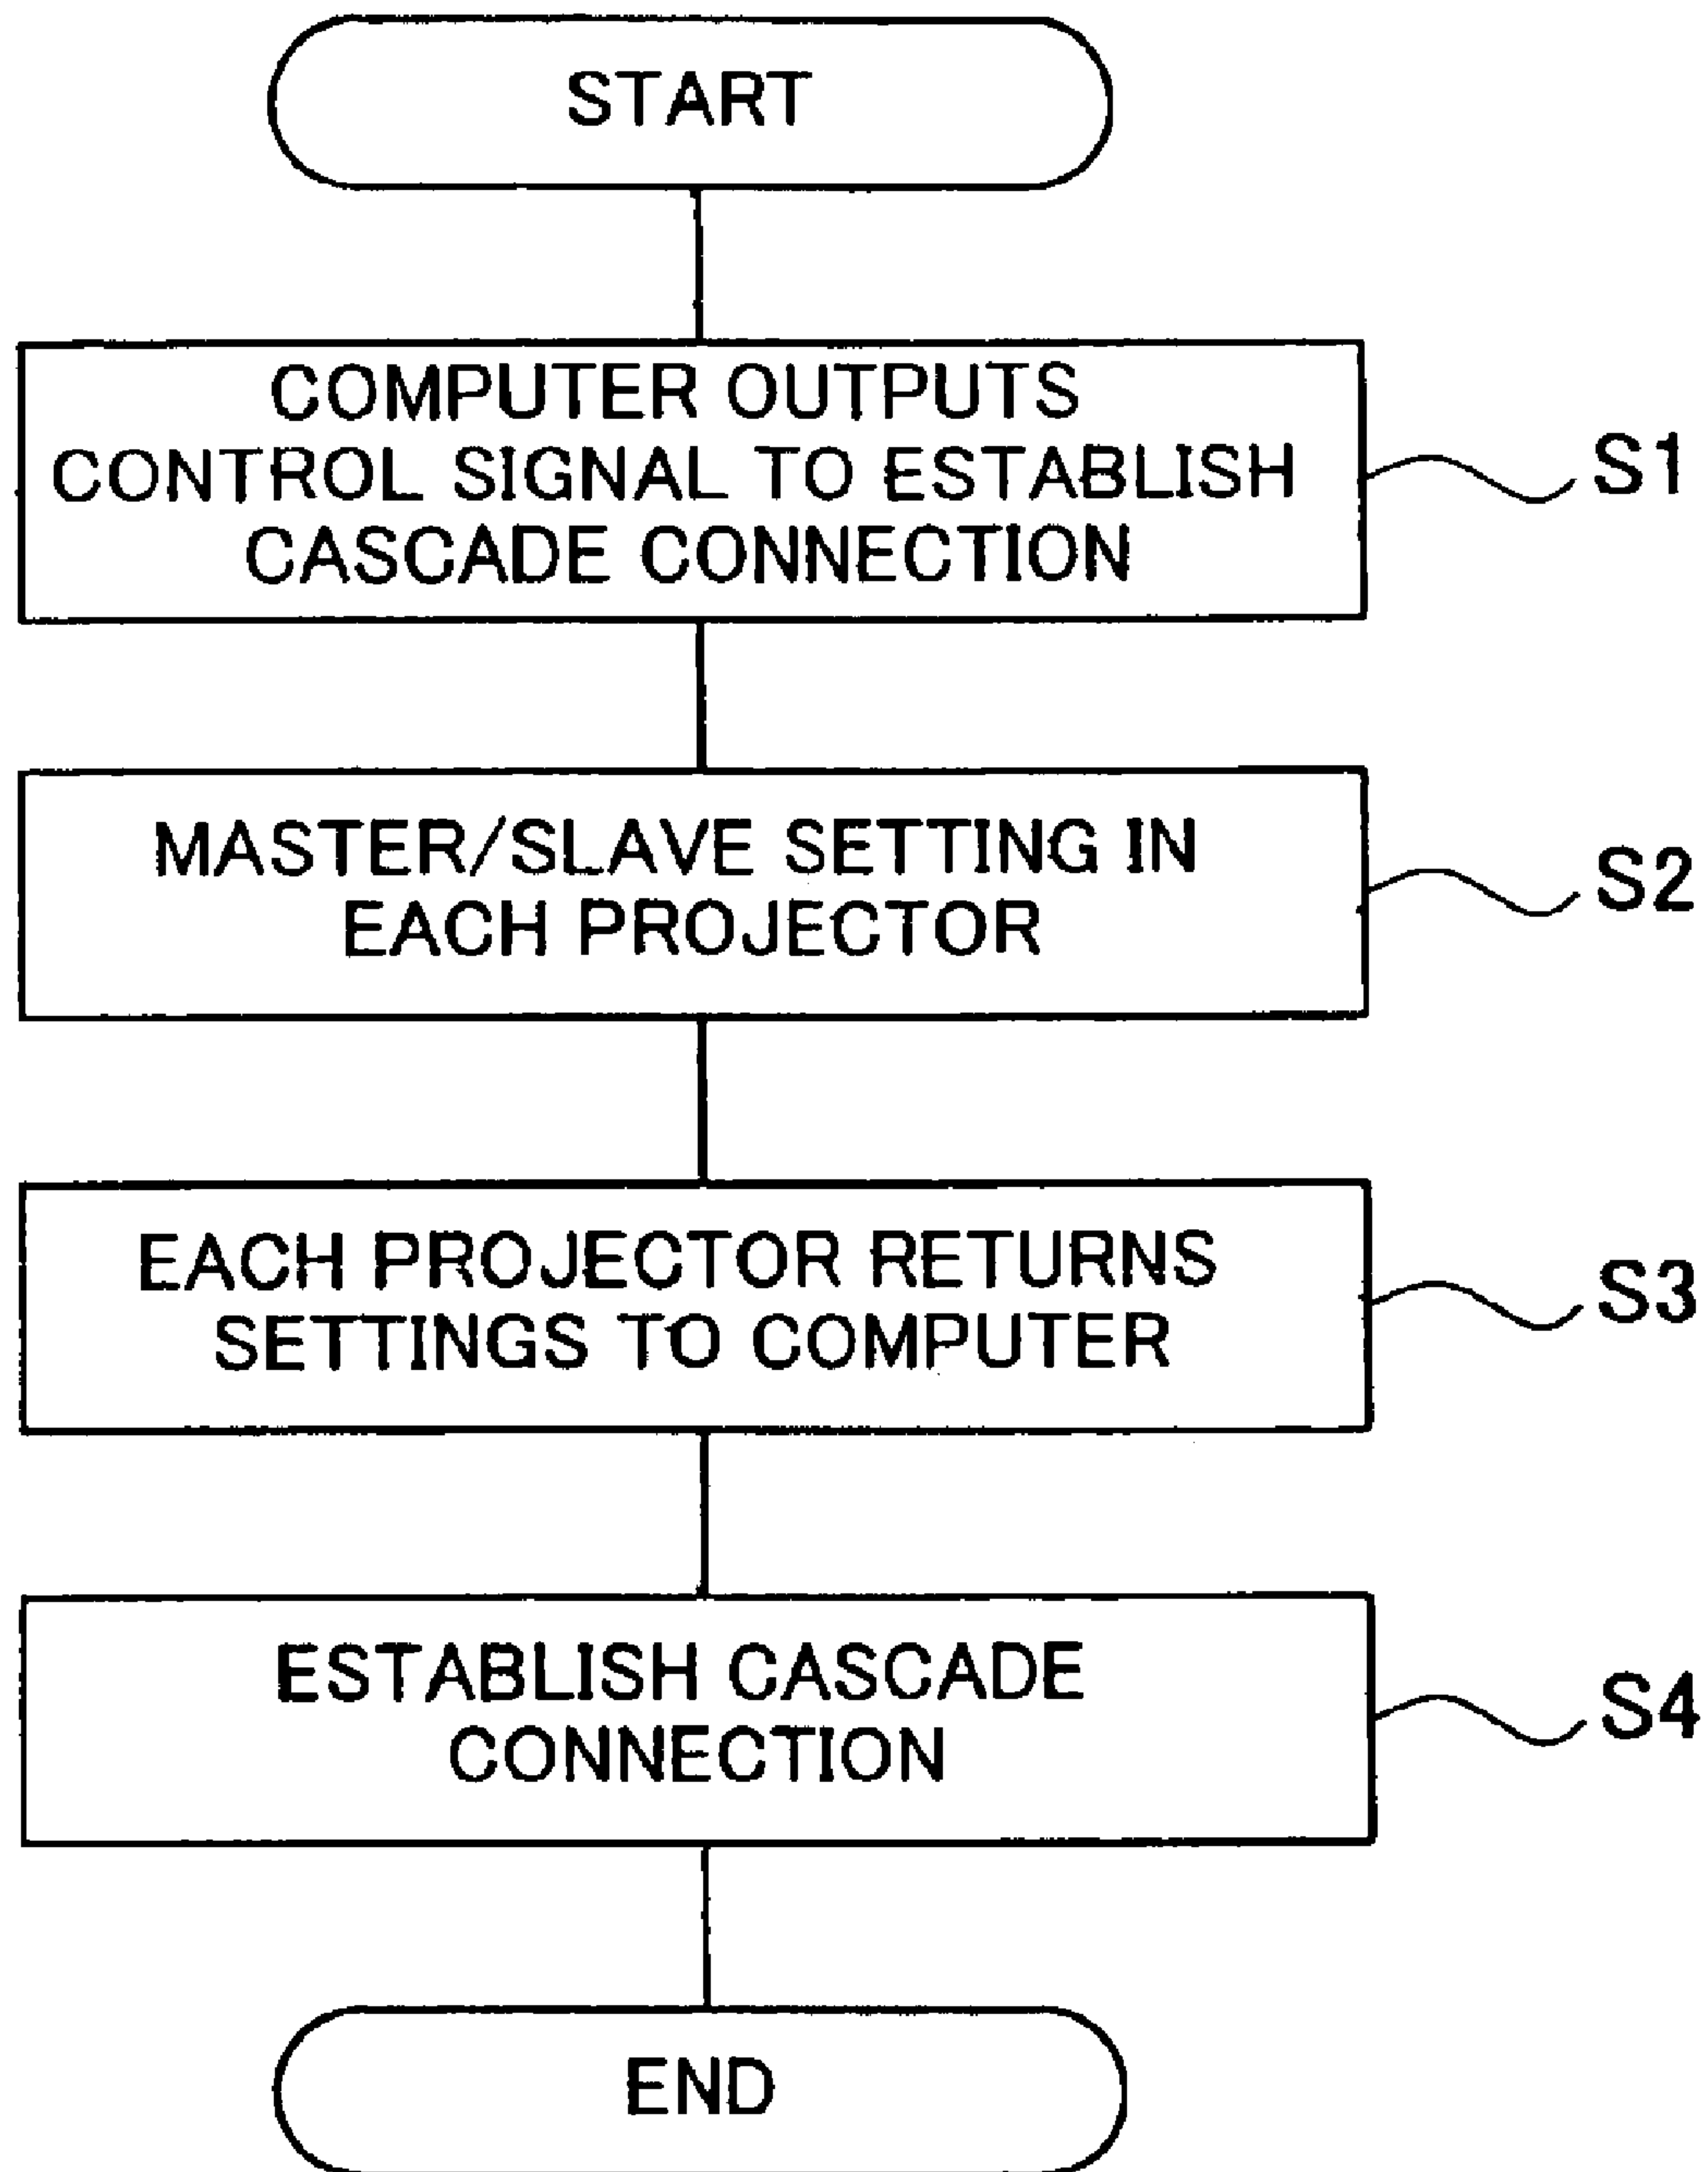 START
COMPUTER OUTPUTS
CONTROL SIGNAL TO ESTABLISH
CASCADE CONNECTION
S1
MASTER/SLAVE SETTING IN
EACH PROJECTOR
S2
EACH PROJECTOR RETURNS
SETTINGS TO COMPUTER
S3
ESTABLISH CASCADE
CONNECTION
S4
END